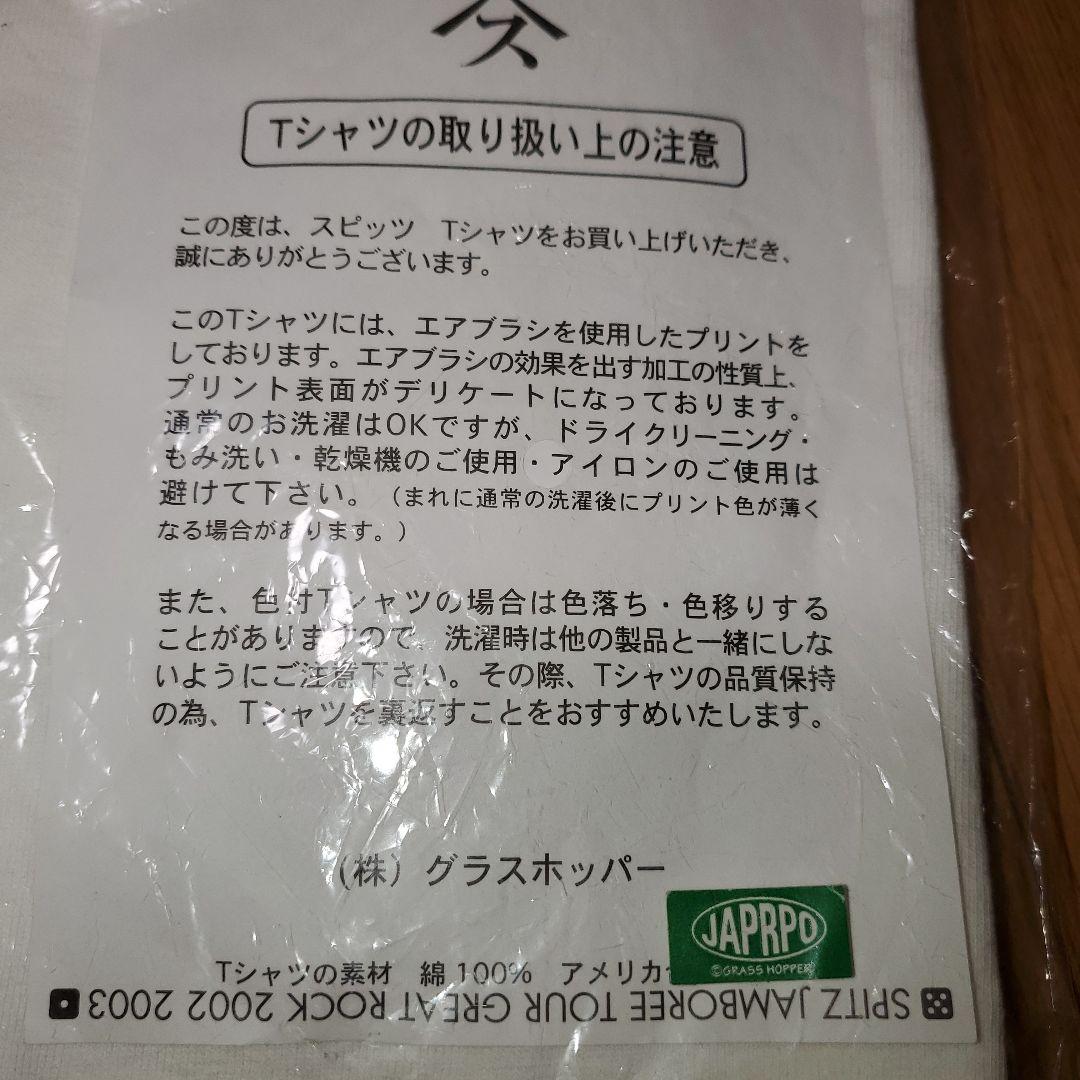 ス
Tシャツの取り扱い上の注意
この度は、スピッツ Tシャツをお買い上げいただき、
誠にありがとうございます。
このTシャツには、エアブラシを使用したプリントを
しております。エアブラシの効果を出す加工の性質上、
プリント表面がデリケートになっております。
通常のお洗濯はOKですが、ドライクリーニング・
もみ洗い・乾燥機のご使用・アイロンのご使用は
避けて下さい。（まれに通常の洗濯後にプリント色が薄く
なる場合があります。）
また、色付Tシャツの場合は色落ち・色移りする
ことがありますので、洗濯時は他の製品と一緒にしな
いようにご注意下さい。その際、Tシャツの品質保持
の為、Tシャツを裏返すことをおすすめいたします。
（株）グラスホッパー
JAPRPO
©GRASS HOPPER
Tシャツの素材 綿100% アメリカ
SPITZ JAMBOREE TOUR GREAT ROCK 2002 2003